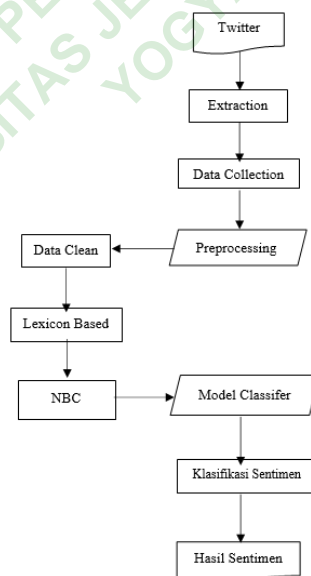 Twitter
Extraction
Data Collection
Preprocessing
Data Clean
Lexicon Based
NBC
Model Classifer
Klasifikasi Sentimen
Hasil Sentimen